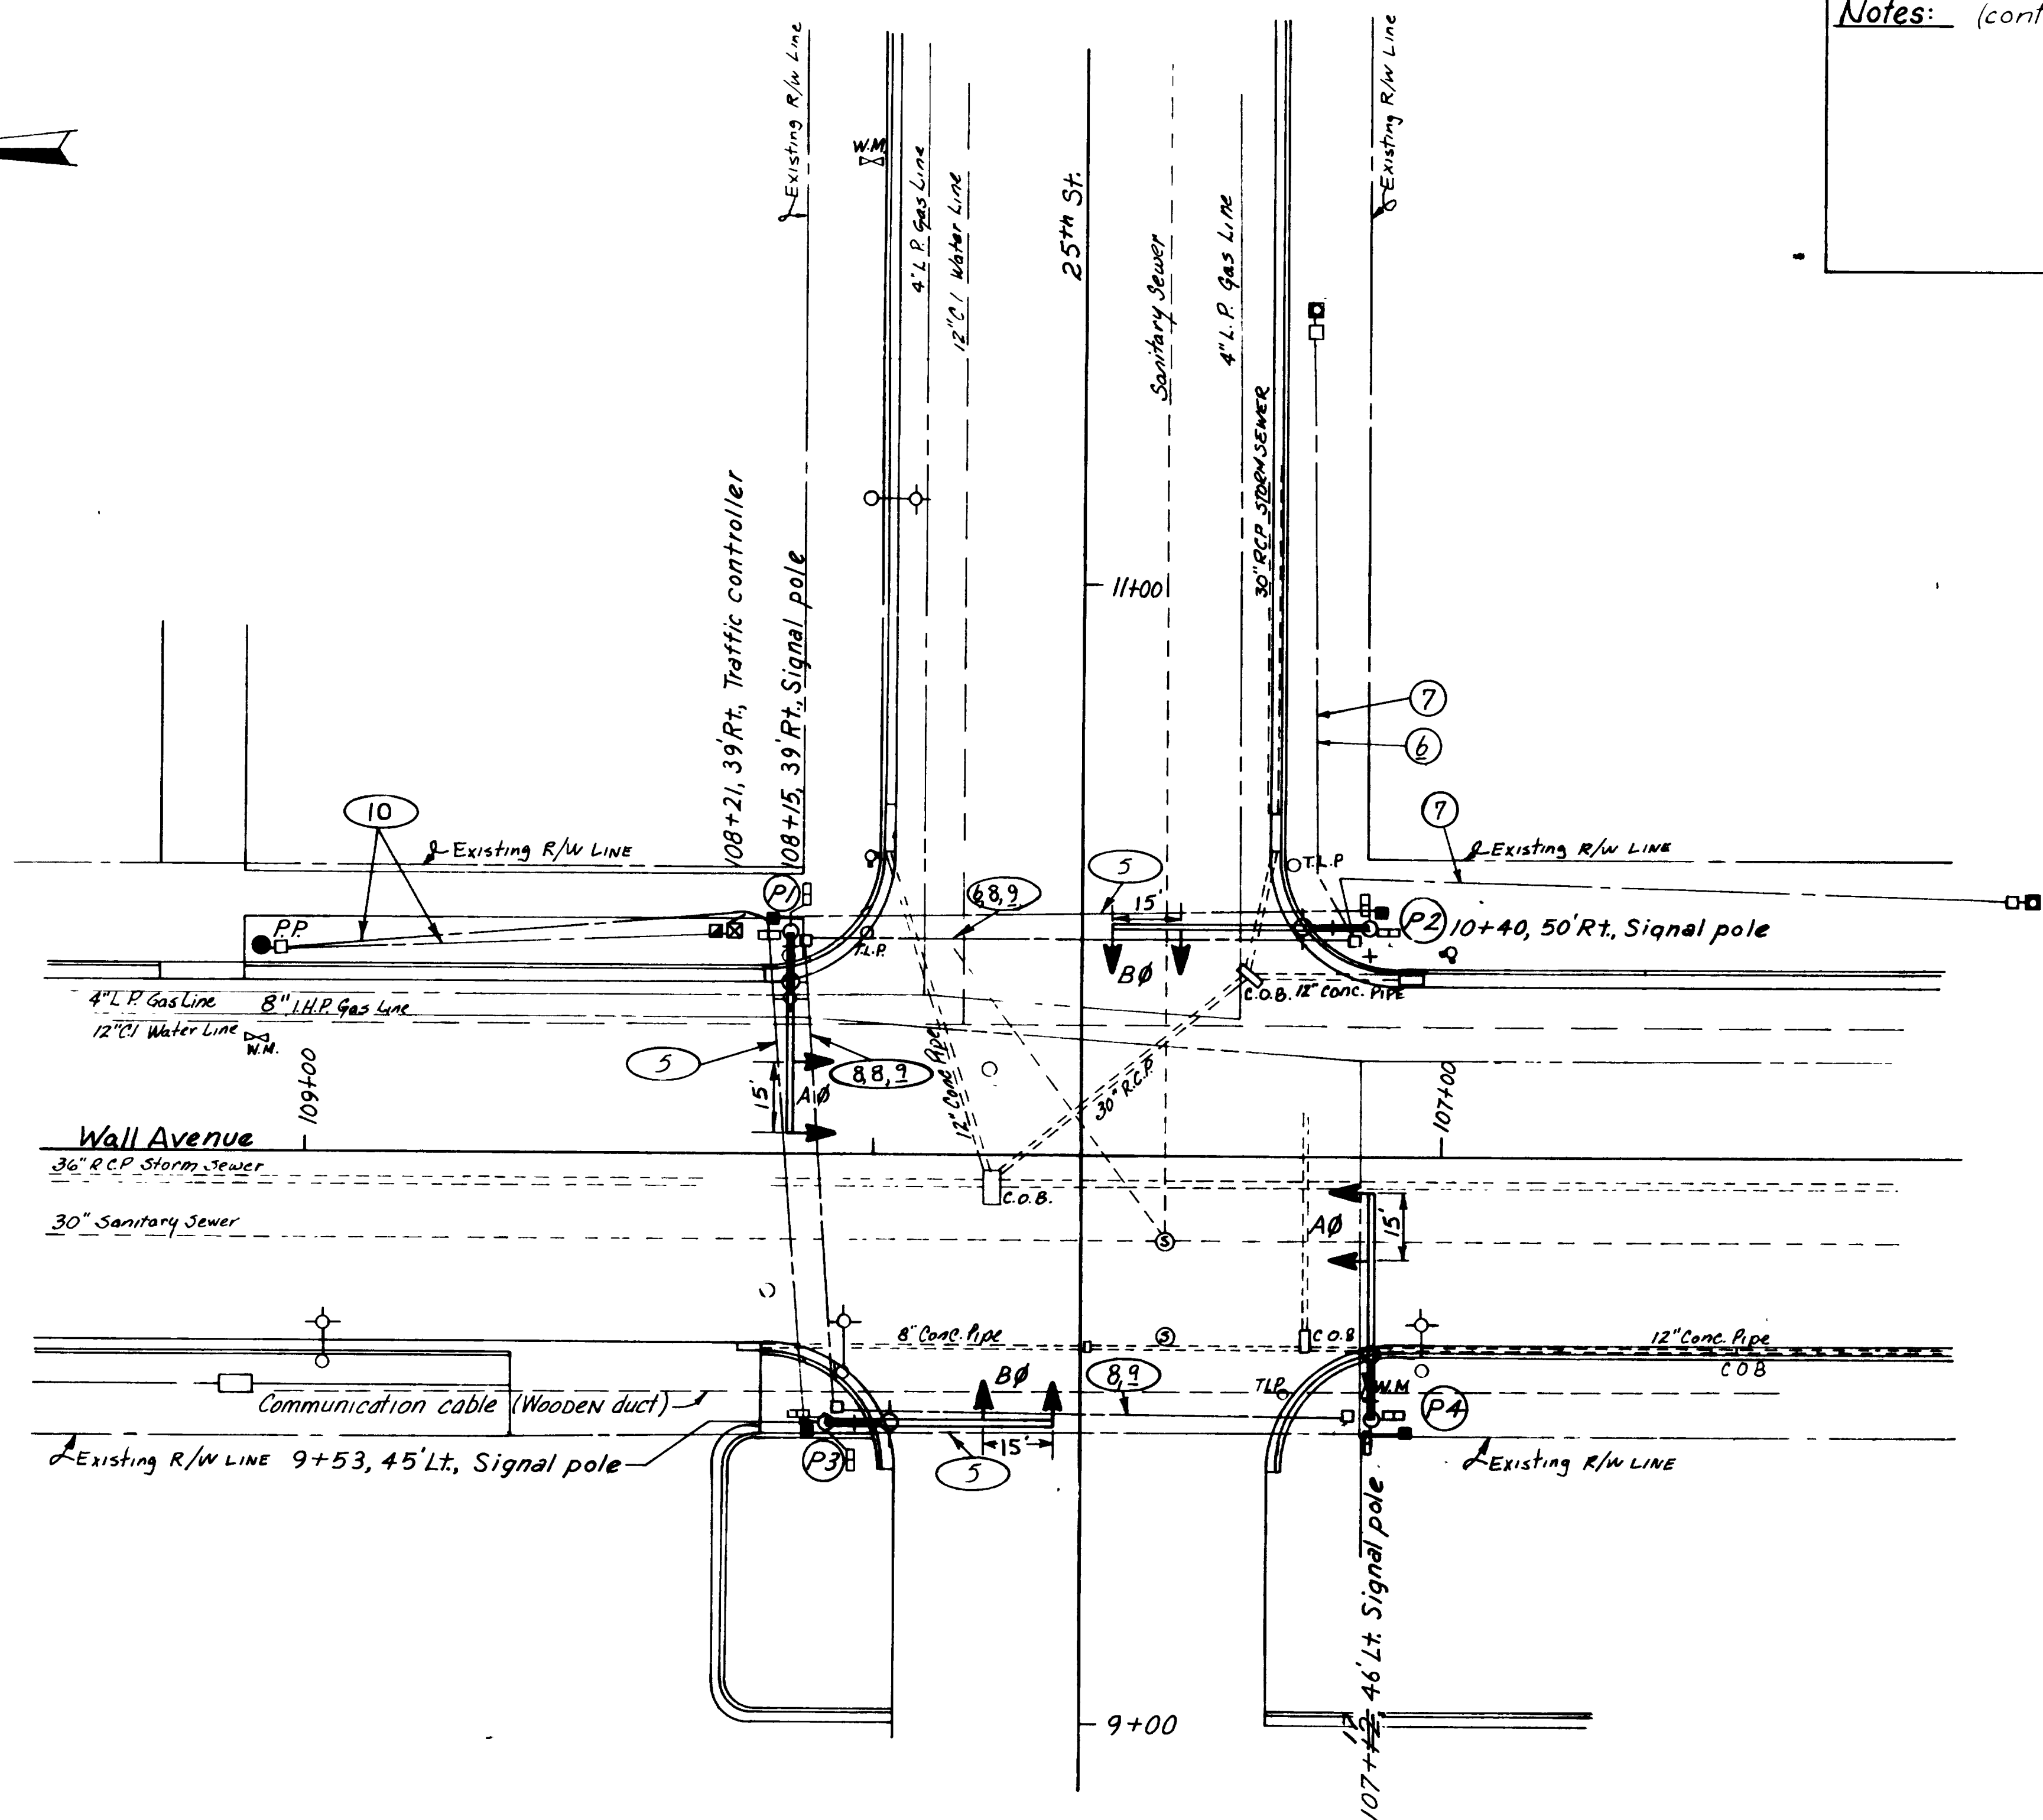 Notes: (cont
Existing R/W Line
Existing R/W Line
W.M.
4" L.P. Gas Line
12" C.I Water Line
25th St.
Sanitary Sewer
4" L.P. Gas Line
30" RCP STORM SEWER
108+21, 39' Rt., Traffic controller
108+15, 39' Rt., Signal pole
11+00
7
6
10
7
Existing R/W LINE
5
T.L.P
Existing R/W LINE
P1
6,8,9
15'
P.P.
P2 10+40, 50' Rt., Signal pole
T.L.P.
BØ
C.O.B. 12" Conc. PIPE
4" L.P. Gas Line 8" I.H.P. Gas Line
12" C.I Water Line
W.M.
5
8,8,9
12" Conc Pipe
30" R.C.P.
109+00
15'
AØ
107+00
Wall Avenue
36" R.C.P Storm Sewer
C.O.B.
30" Sanitary Sewer
S
AØ
15'
8" Conc. Pipe
S
C.O.B
12" Conc. Pipe
C.O.B
BØ
8,9
TLP
W.M
P4
Communication cable (WOODEN duct)
15'
Existing R/W LINE 9+53, 45' Lt., Signal pole
P3
5
Existing R/W LINE
107+12, 46' Lt. Signal pole
9+00